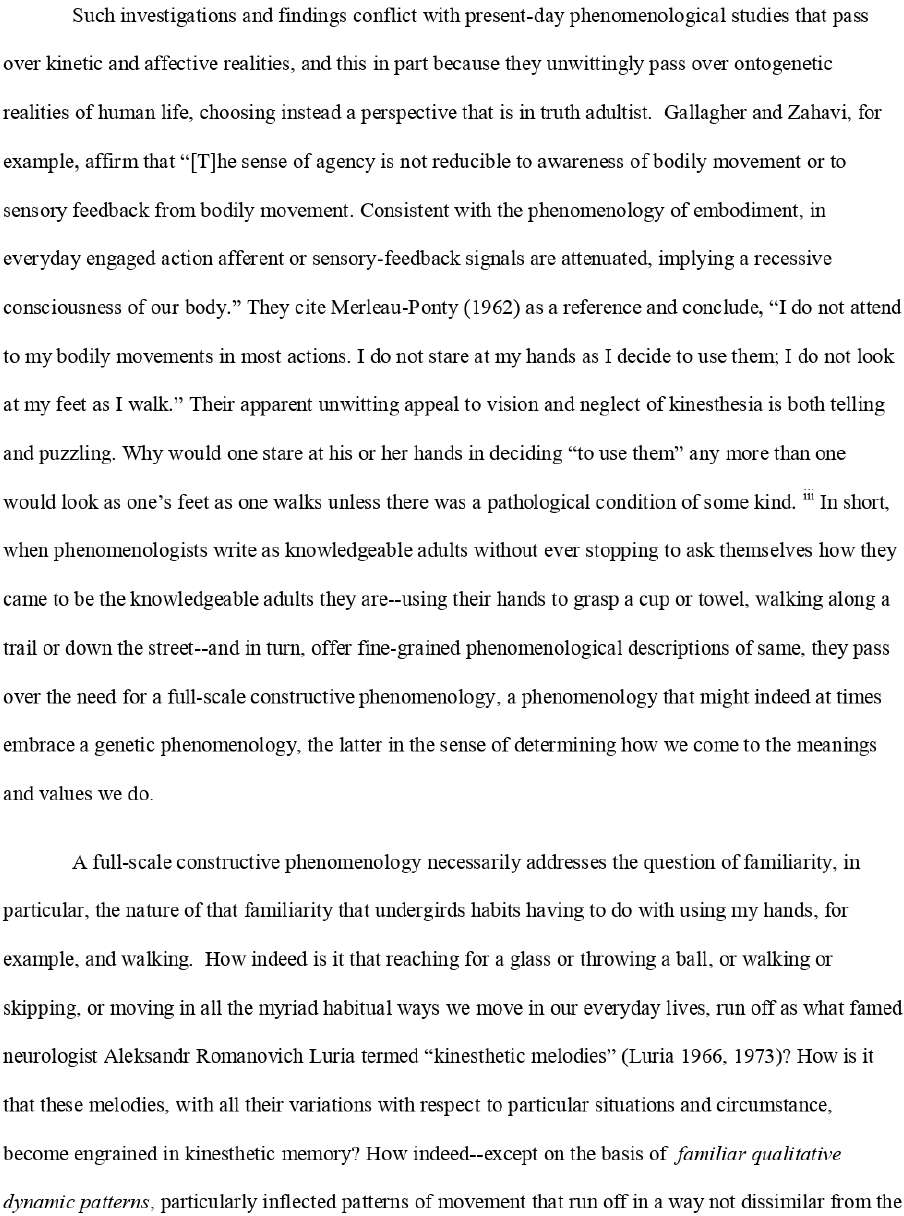 Such investigations and findings conflict with present-day phenomenological studies that pass
over kinetic and affective realities, and this in part because they unwittingly pass over ontogenetic
realities of human life, choosing instead a perspective that is in truth adultist.  Gallagher and Zahavi, for
example, affirm that “[T]he sense of agency is not reducible to awareness of bodily movement or to
sensory feedback from bodily movement. Consistent with the phenomenology of embodiment, in
everyday engaged action afferent or sensory-feedback signals are attenuated, implying a recessive
consciousness of our body.” They cite Merleau-Ponty (1962) as a reference and conclude, “I do not attend
to my bodily movements in most actions. I do not stare at my hands as I decide to use them; I do not look
at my feet as I walk.” Their apparent unwitting appeal to vision and neglect of kinesthesia is both telling
and puzzling. Why would one stare at his or her hands in deciding “to use them” any more than one
would look as one’s feet as one walks unless there was a pathological condition of some kind. iii In short,
when phenomenologists write as knowledgeable adults without ever stopping to ask themselves how they
came to be the knowledgeable adults they are--using their hands to grasp a cup or towel, walking along a
trail or down the street--and in turn, offer fine-grained phenomenological descriptions of same, they pass
over the need for a full-scale constructive phenomenology, a phenomenology that might indeed at times
embrace a genetic phenomenology, the latter in the sense of determining how we come to the meanings
and values we do.
A full-scale constructive phenomenology necessarily addresses the question of familiarity, in
particular, the nature of that familiarity that undergirds habits having to do with using my hands, for
example, and walking.  How indeed is it that reaching for a glass or throwing a ball, or walking or
skipping, or moving in all the myriad habitual ways we move in our everyday lives, run off as what famed
neurologist Aleksandr Romanovich Luria termed “kinesthetic melodies” (Luria 1966, 1973)? How is it
that these melodies, with all their variations with respect to particular situations and circumstance,
become engrained in kinesthetic memory? How indeed--except on the basis of  familiar qualitative
dynamic patterns, particularly inflected patterns of movement that run off in a way not dissimilar from the